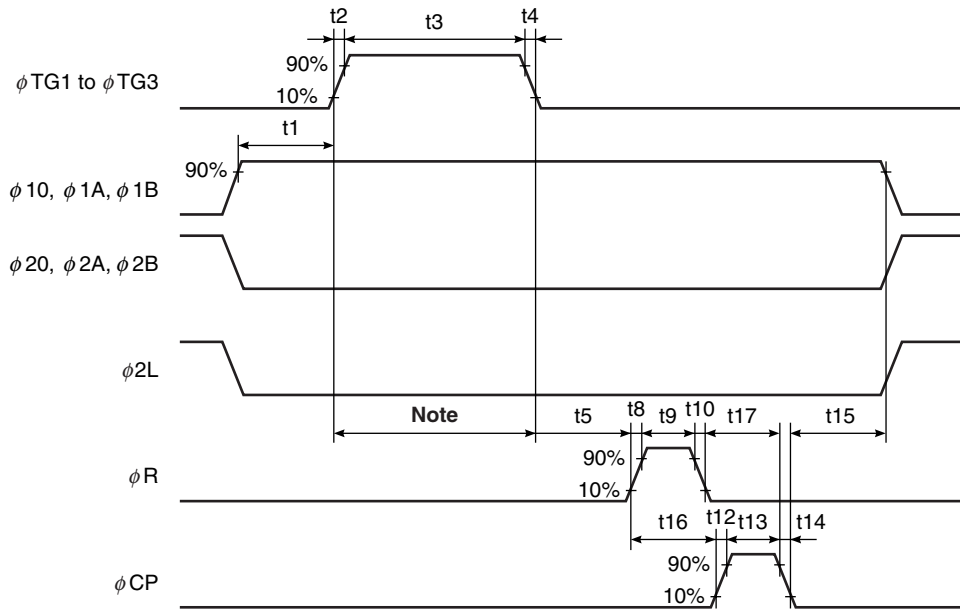 t2 t3 t4
90%
φTG1 to φTG3
10%
t1
90%
φ10, φ1A, φ1B
φ20, φ2A, φ2B
φ2L
Note t5 t8 t9 t10 t17 t15
90%
φR
10%
t16 t12 t13 t14
90%
φCP
10%